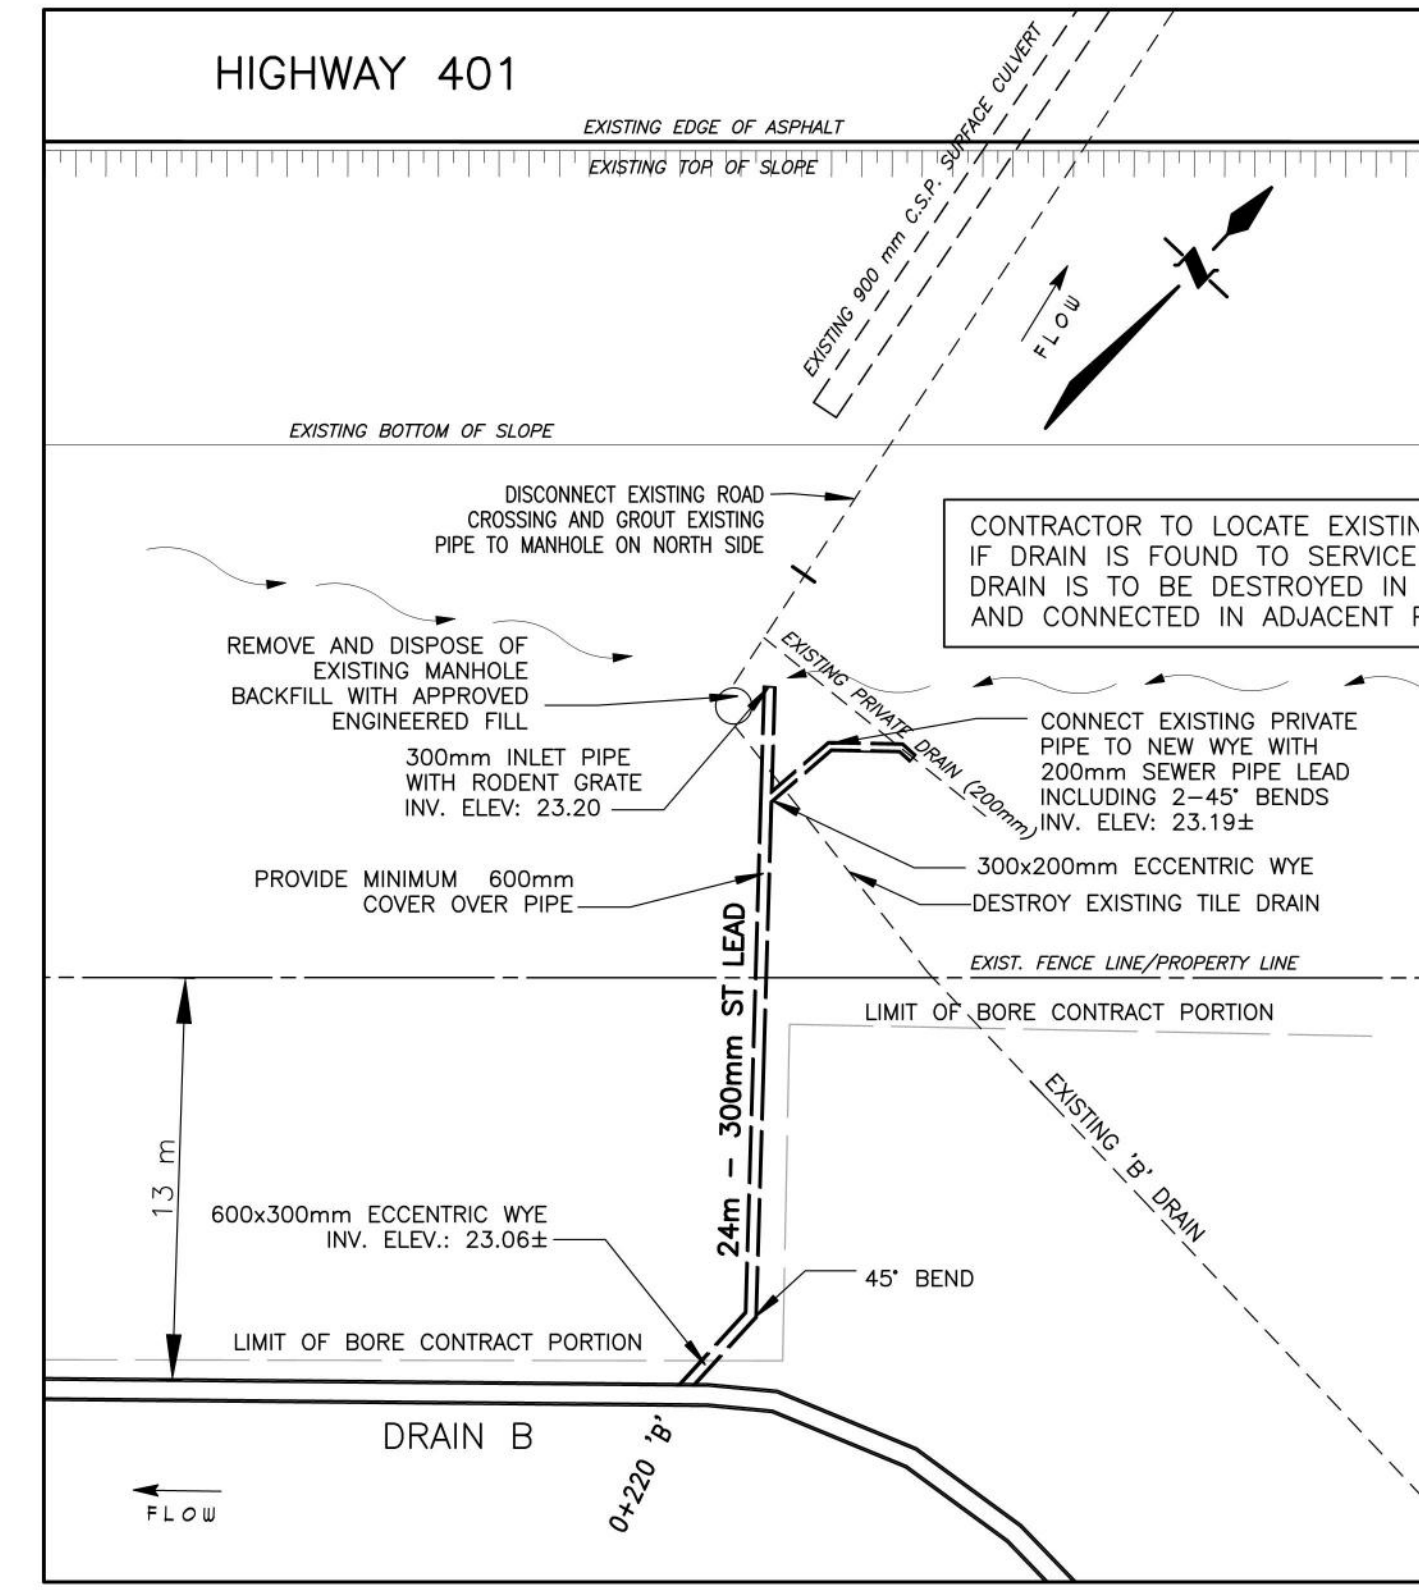 HIGHWAY 401
EXISTING EDGE OF ASPHALT
EXISTING TOP OF SLOPE
EXISTING 900 mm C.S.P. SURFACE CULVERT
N
FLOW
EXISTING BOTTOM OF SLOPE
DISCONNECT EXISTING ROAD
CROSSING AND GROUT EXISTING
PIPE TO MANHOLE ON NORTH SIDE
CONTRACTOR TO LOCATE EXISTIN
IF DRAIN IS FOUND TO SERVICE
DRAIN IS TO BE DESTROYED IN
AND CONNECTED IN ADJACENT
REMOVE AND DISPOSE OF
EXISTING MANHOLE
BACKFILL WITH APPROVED
ENGINEERED FILL
EXISTING PRIVATE DRAIN (200mm)
300mm INLET PIPE
WITH RODENT GRATE
INV. ELEV: 23.20
CONNECT EXISTING PRIVATE
PIPE TO NEW WYE WITH
200mm SEWER PIPE LEAD
INCLUDING 2-45° BENDS
INV. ELEV: 23.19±
300x200mm ECCENTRIC WYE
PROVIDE MINIMUM 600mm
COVER OVER PIPE
DESTROY EXISTING TILE DRAIN
EXIST. FENCE LINE/PROPERTY LINE
LIMIT OF BORE CONTRACT PORTION
24m - 300mm ST LEAD
EXISTING 'B' DRAIN
13 m
600x300mm ECCENTRIC WYE
INV. ELEV.: 23.06±
45° BEND
LIMIT OF BORE CONTRACT PORTION
DRAIN B
0+220 'B'
FLOW